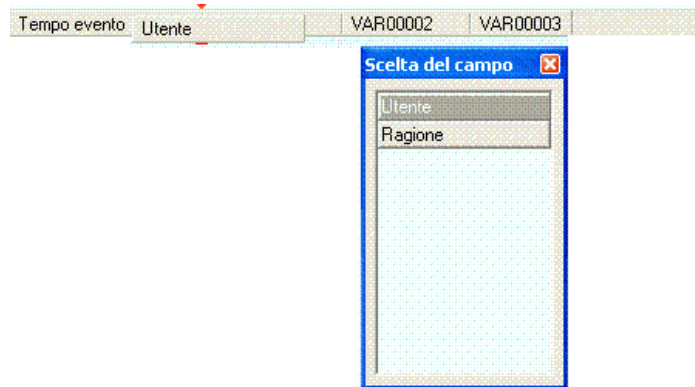 Tempo evento Utente VAR00002 VAR00003
Scelta del campo
Utente
Ragione